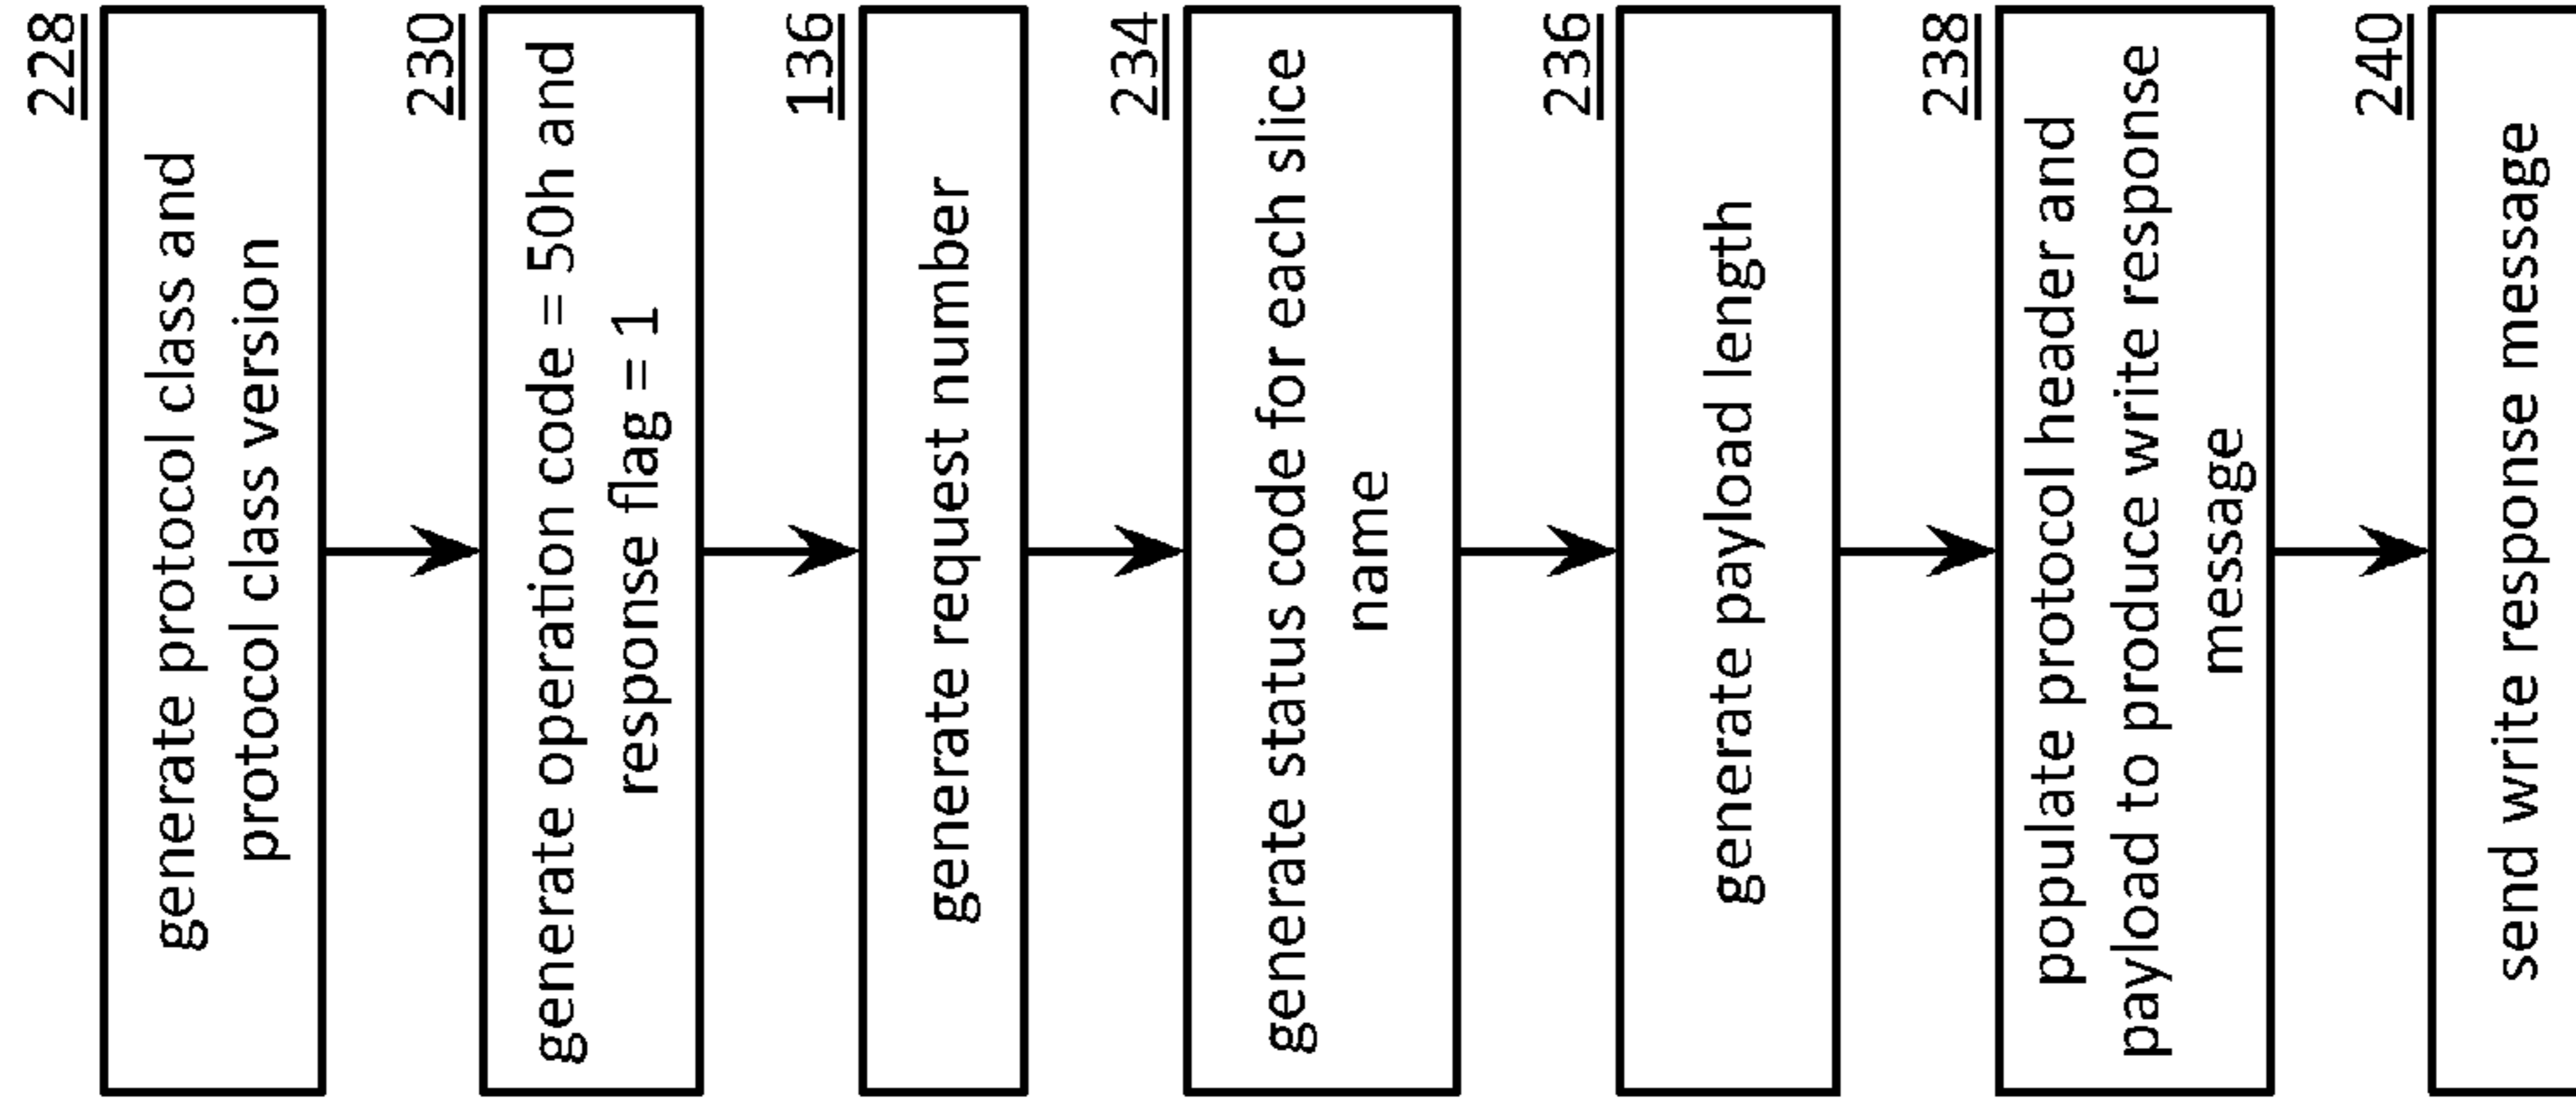 228
generate protocol class and
protocol class version
230
generate operation code = 50h and
response flag = 1
136
generate request number
234
generate status code for each slice
name
236
generate payload length
238
populate protocol header and
payload to produce write response
message
240
send write response message